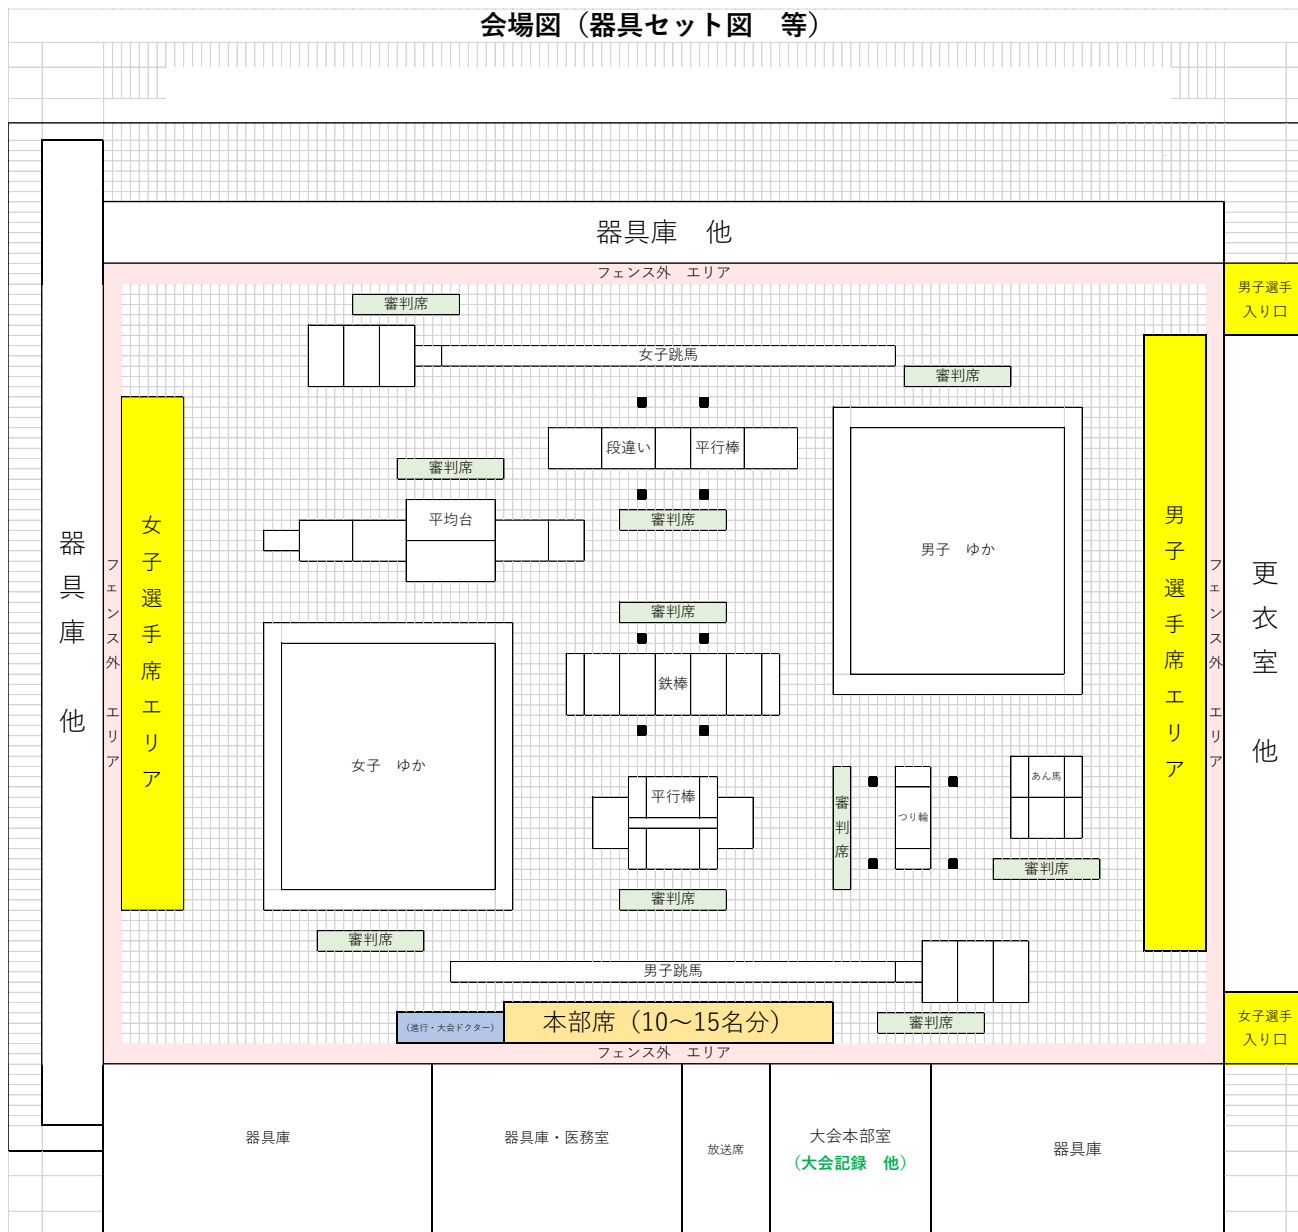 会場図（器具セット図　等）
器具庫　他
フェンス外　エリア
男子選手
入り口
審判席
女子跳馬
審判席
段違い
平行棒
審判席
審判席
平均台
男子　ゆか
器具庫　他
フェンス外　エリア
女子選手席エリア
男子選手席エリア
フェンス外　エリア
更衣室　他
審判席
鉄棒
女子　ゆか
平行棒
審判席
つり輪
あん馬
審判席
審判席
審判席
男子跳馬
（進行・大会ドクター）
本部席（10～15名分）
審判席
女子選手
入り口
フェンス外　エリア
器具庫
器具庫・医務室
放送席
大会本部室
（大会記録　他）
器具庫